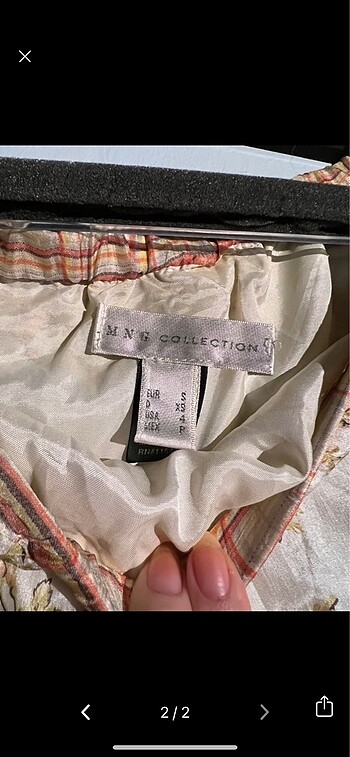 MNG COLLECTION
EUR S
D XS
USA 4
MEX P
2/2